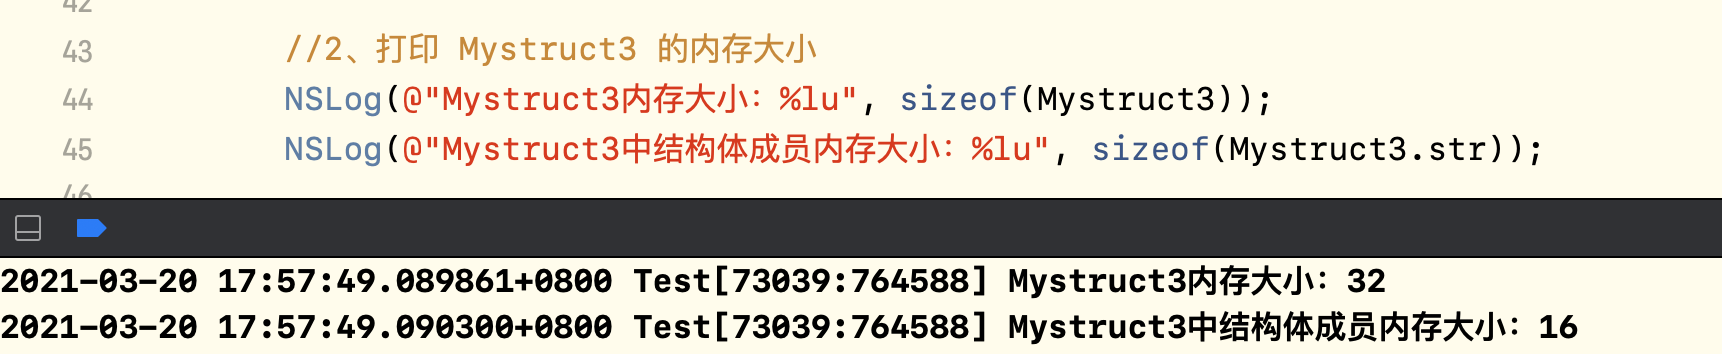 42
43 //2、打印 Mystruct3 的内存大小
44 NSLog(@"Mystruct3内存大小：%lu", sizeof(Mystruct3));
45 NSLog(@"Mystruct3中结构体成员内存大小：%lu", sizeof(Mystruct3.str));
46
2021-03-20 17:57:49.089861+0800 Test[73039:764588] Mystruct3内存大小：32
2021-03-20 17:57:49.090300+0800 Test[73039:764588] Mystruct3中结构体成员内存大小：16